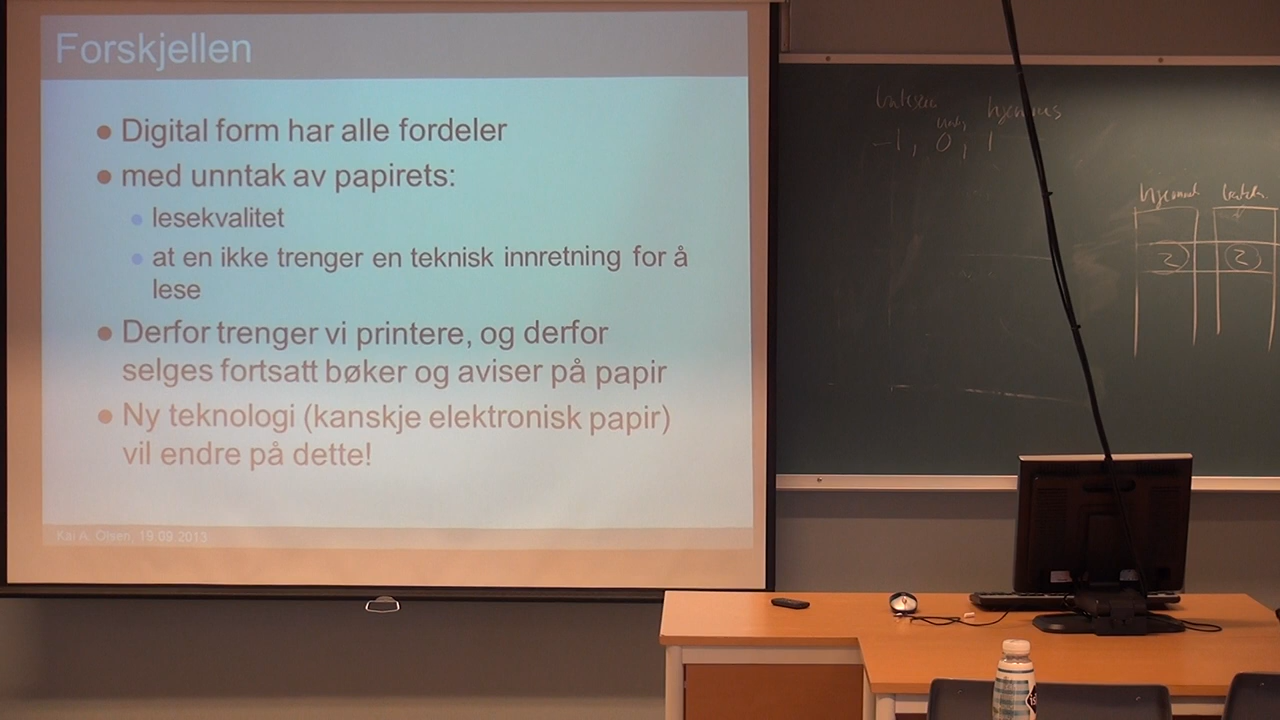 Forskjellen
Digital form har alle fordeler
med unntak av papirets:
lesekvalitet
at en ikke trenger en teknisk innretning for å
lese
Derfor trenger vi printere, og derfor
selges fortsatt bøker og aviser på papir
Ny teknologi (kanskje elektronisk papir)
vil endre på dette!
Kai A. Olsen, 19.09.2013
-1, 0, 1
2 2